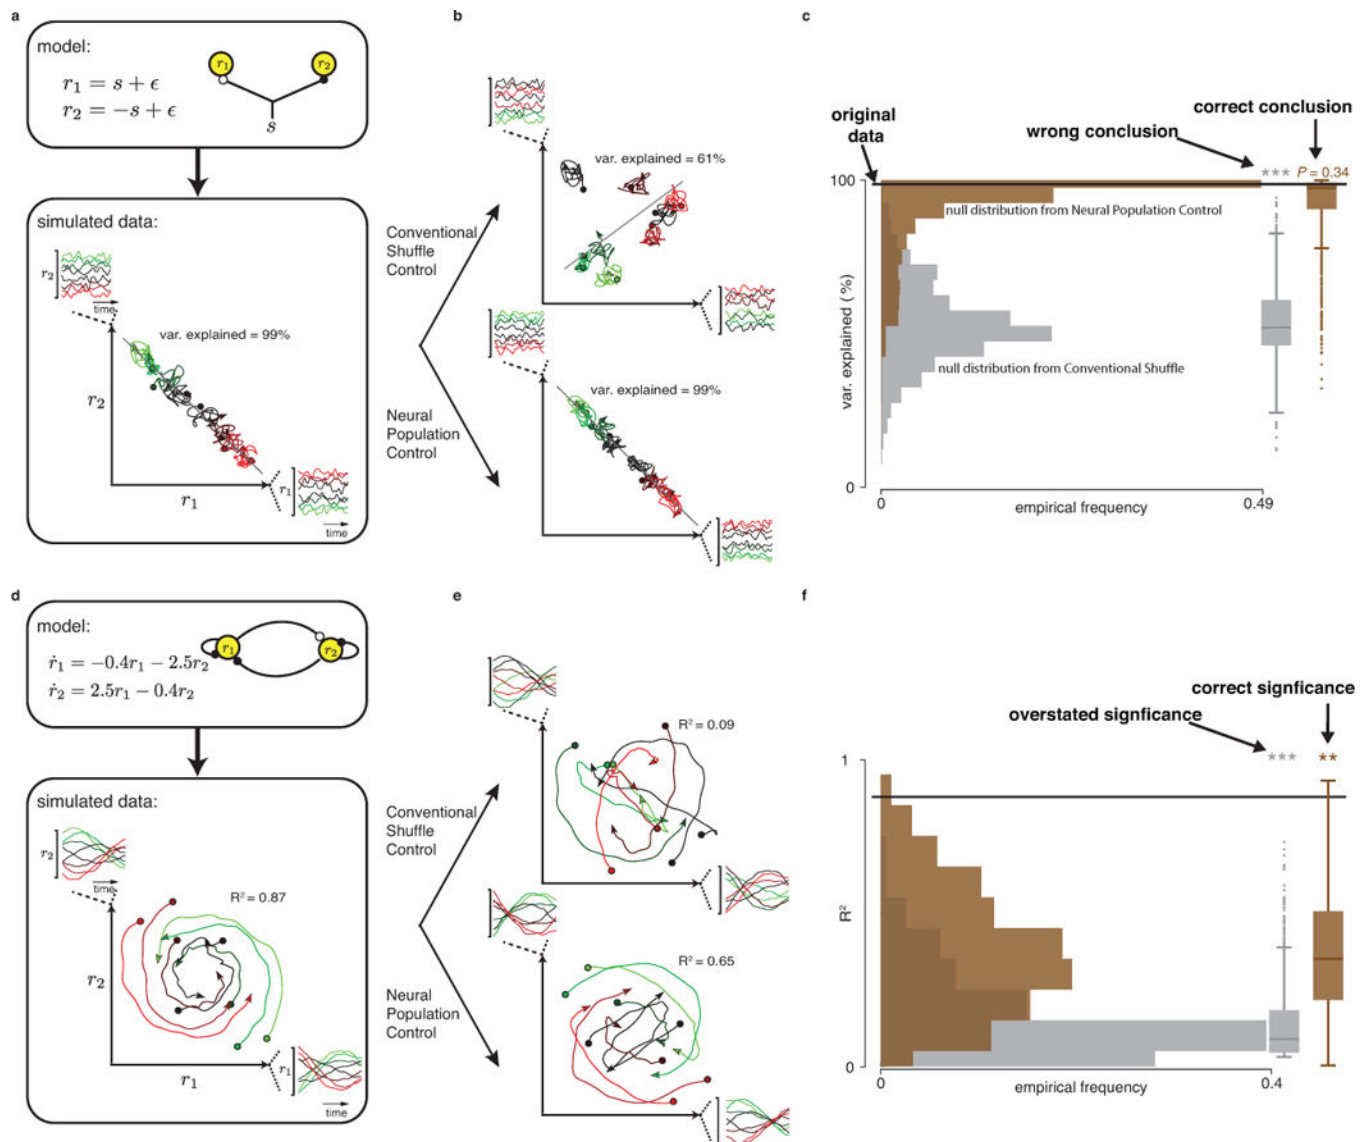 a
model:
r₁ = s + ϵ
r₂ = −s + ϵ
r₁
r₂
s
simulated data:
r₂
time
var. explained = 99%
r₂
r₁
r₁
time
b
var. explained = 61%
Conventional
Shuffle
Control
var. explained = 99%
Neural
Population
Control
c
correct conclusion
original
data
wrong conclusion
*** P = 0.34
100
null distribution from Neural Population Control
var. explained (%)
null distribution from Conventional Shuffle
0
0
0.49
empirical frequency
d
model:
ṙ₁ = −0.4r₁ − 2.5r₂
ṙ₂ = 2.5r₁ − 0.4r₂
r₁
r₂
simulated data:
r₂
time
R² = 0.87
r₂
r₁
r₁
time
e
R² = 0.09
Conventional
Shuffle
Control
R² = 0.65
Neural
Population
Control
f
correct signficance
overstated signficance
*** **
1
R²
0
0
0.4
empirical frequency